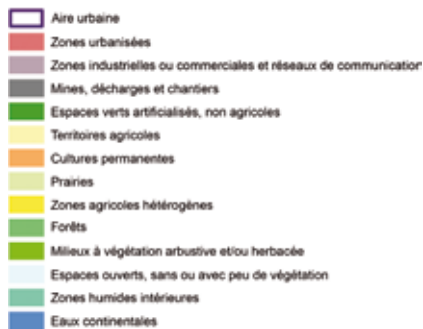 Aire urbaine
Zones urbanisées
Zones industrielles ou commerciales et réseaux de communication
Mines, décharges et chantiers
Espaces verts artificialisés, non agricoles
Territoires agricoles
Cultures permanentes
Prairies
Zones agricoles hétérogènes
Forêts
Milieux à végétation arbustive et/ou herbacée
Espaces ouverts, sans ou avec peu de végétation
Zones humides intérieures
Eaux continentales